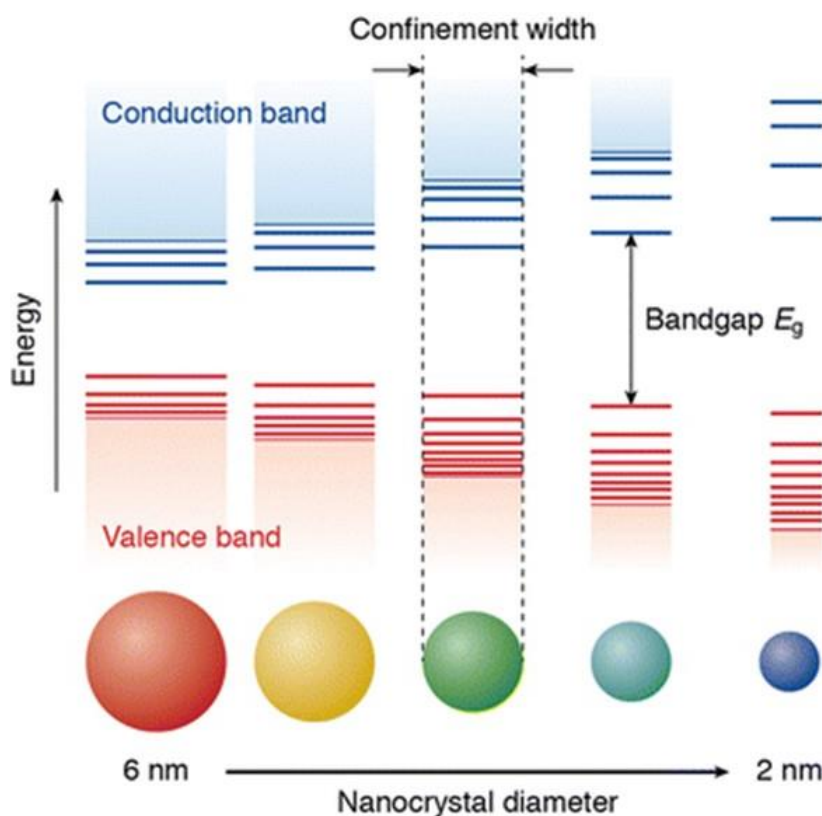 Confinement width
Conduction band
Energy
Bandgap Eg
Valence band
6 nm
2 nm
Nanocrystal diameter